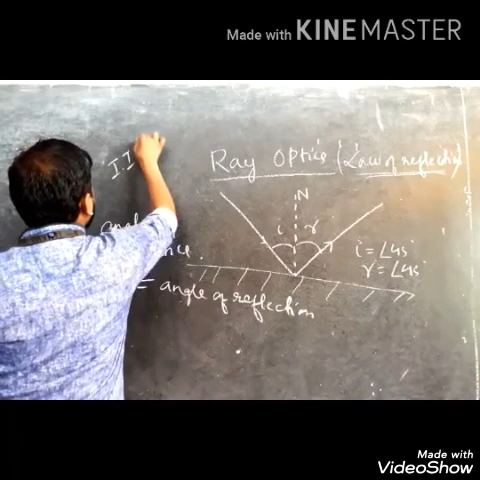 Made with KINEMASTER
I.I
Ray Optics (Law of reflection)
N
i r
i = ∠45°
r = ∠45°
= angle of reflection
Made with
VideoShow